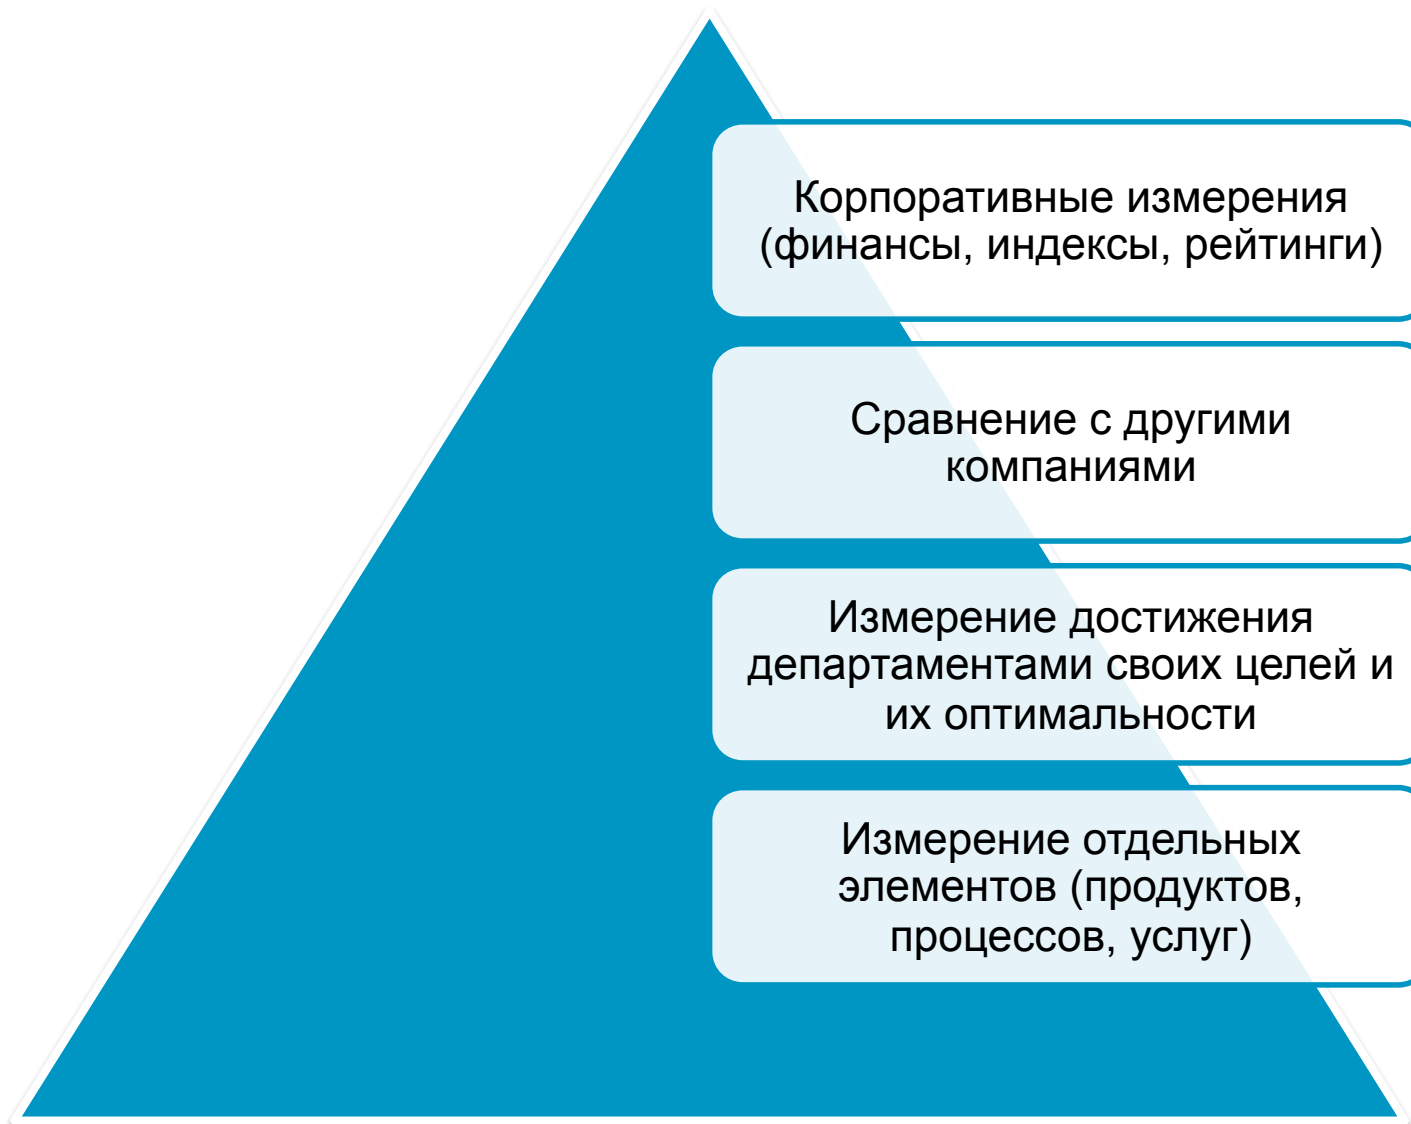 Корпоративные измерения
(финансы, индексы, рейтинги)
Сравнение с другими
компаниями
Измерение достижения
департаментами своих целей и
их оптимальности
Измерение отдельных
элементов (продуктов,
процессов, услуг)